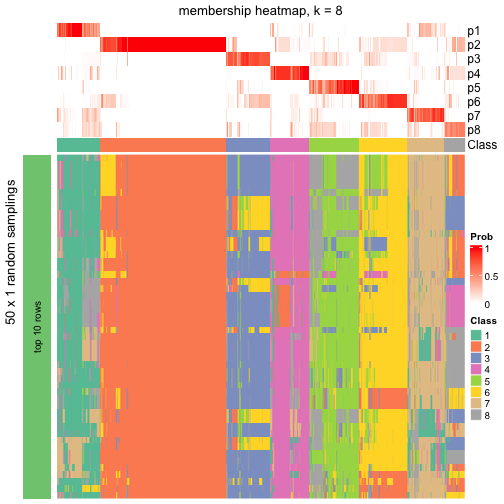 membership heatmap, k = 8
p1
p2
p3
p4
p5
p6
p7
p8
Class
50 x 1 random samplings
top 10 rows
Prob
1
0.5
0
Class
1
2
3
4
5
6
7
8